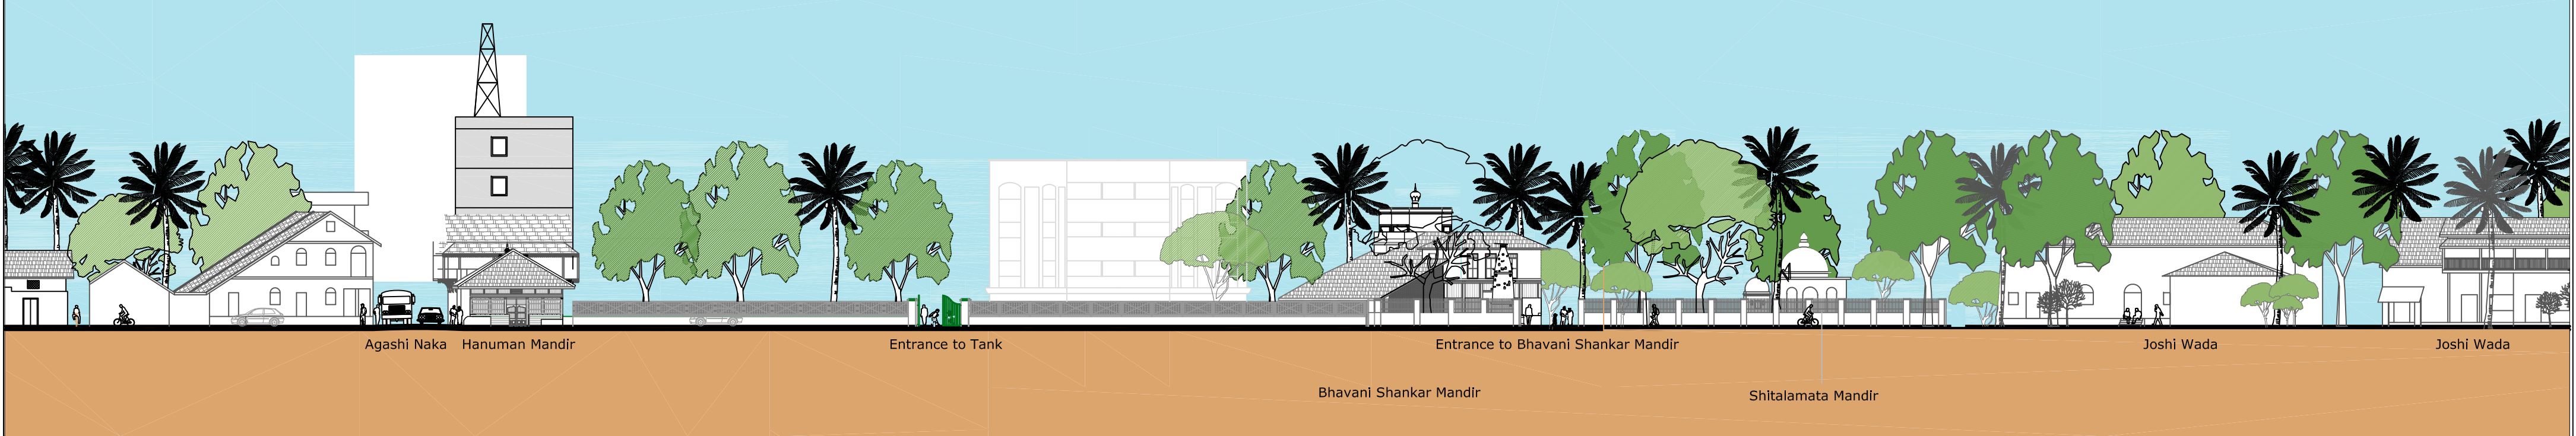 Agashi Naka
Hanuman Mandir
Entrance to Tank
Entrance to Bhavani Shankar Mandir
Joshi Wada
Joshi Wada
Bhavani Shankar Mandir
Shitalamata Mandir